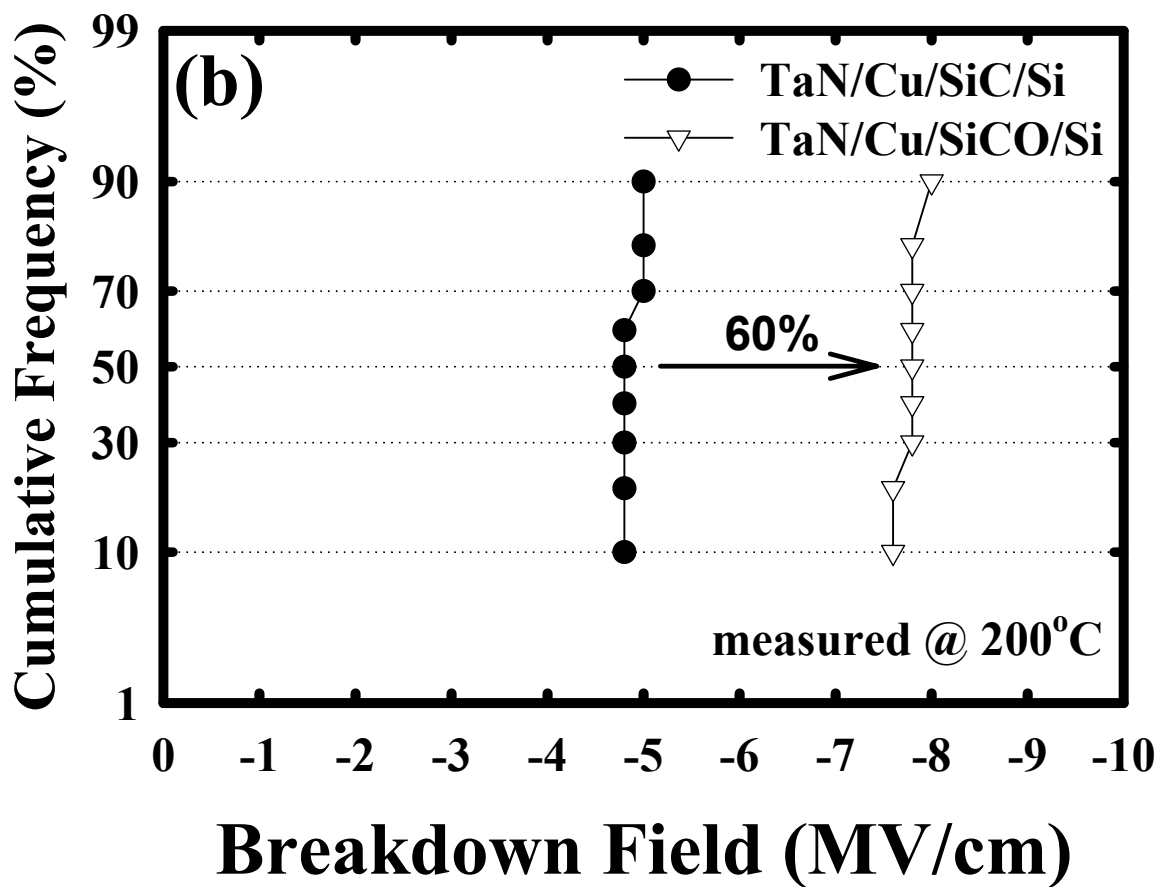 99
(b)
TaN/Cu/SiC/Si
TaN/Cu/SiCO/Si
90
70
60%
50
30
10
measured @ 200°C
1
0 -1 -2 -3 -4 -5 -6 -7 -8 -9 -10
Cumulative Frequency (%)
Breakdown Field (MV/cm)